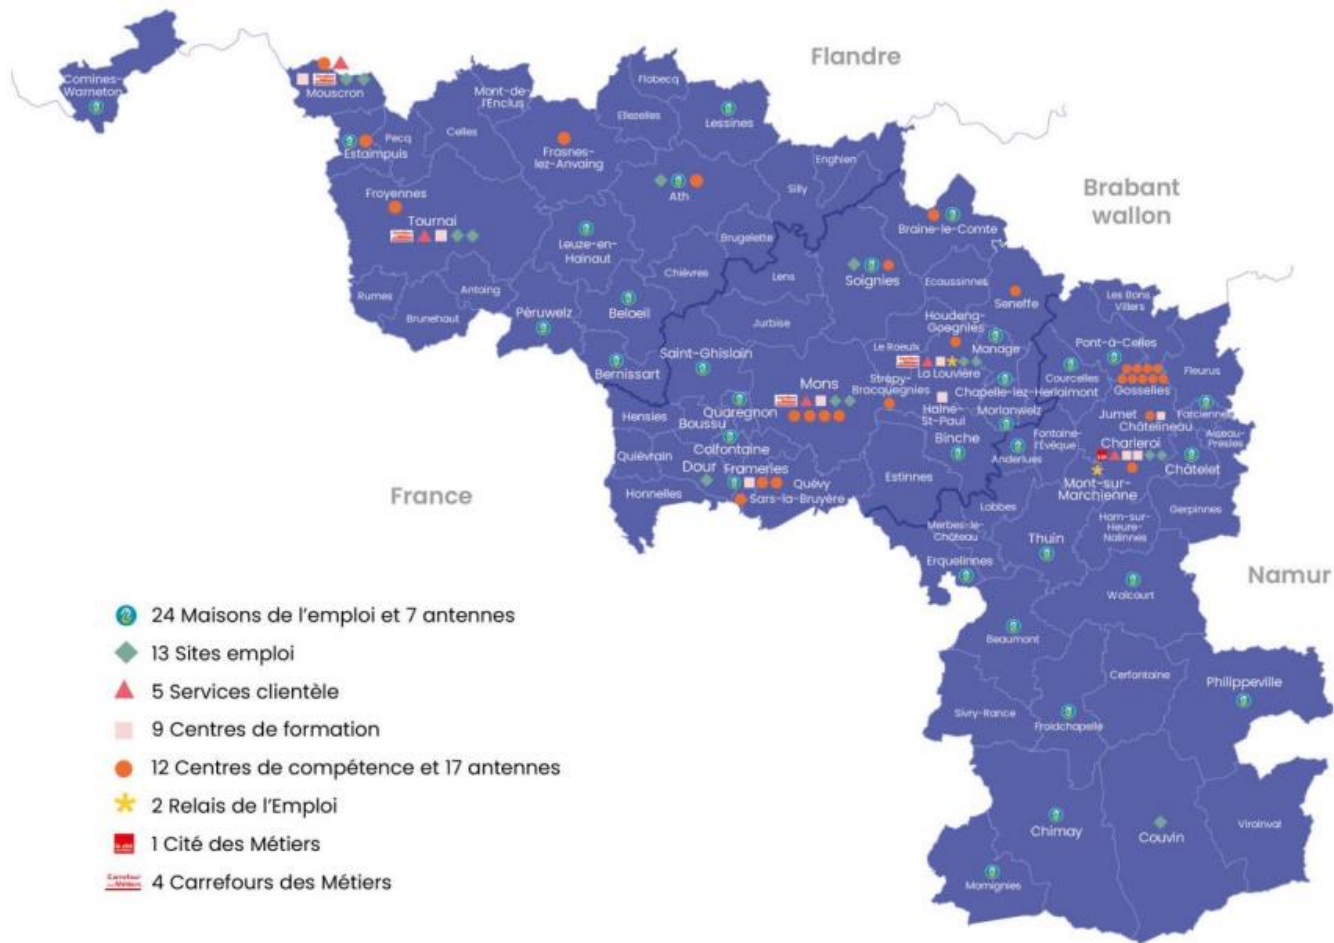 Flandre
Comines-
Warneton
Mouscron
Mont-de-
l'Enclus
Flobecq
Ellezelles
Lessines
Estaimpuis
Pecq
Celles
Frasnes-
lez-Anvaing
Ath
Silly
Enghien
Brabant
wallon
Froyennes
Tournai
Leuze-en-
Hainaut
Brugelette
Braine-le-Comte
Chièvres
Lens
Soignies
Ecaussinnes
Seneffe
Rumes
Antoing
Brunehaut
Péruwelz
Beloeil
Jurbise
Houdeng-
Goegnies
Les Bons
Villers
Bernissart
Saint-Ghislain
Le Roeulx
La Louvière
Manage
Pont-à-Celles
Courcelles
Gosselies
Fleurus
Mons
Strépy-
Bracquegnies
Chapelle-lez-Herlaimont
Hensies
Quaregnon
Boussu
Haine-
St-Paul
Morlanwelz
Jumet
Châtelineau
Farciennes
Quiévrain
Colfontaine
Binche
Anderlues
Fontaine-
l'Évêque
Charleroi
Aiseau-
Presles
Châtelet
Dour
Frameries
Quévy
Estinnes
Mont-sur-
Marchienne
France
Honnelles
Sars-la-Bruyère
Lobbes
Ham-sur-
Heure-
Nalinnes
Gerpinnes
Merbes-le-
Château
Thuin
Erquelinnes
Walcourt
Namur
Beaumont
Cerfontaine
Philippeville
Sivry-Rance
Froidchapelle
Chimay
Couvin
Viroinval
Momignies
24 Maisons de l'emploi et 7 antennes
13 Sites emploi
5 Services clientèle
9 Centres de formation
12 Centres de compétence et 17 antennes
2 Relais de l'Emploi
1 Cité des Métiers
Carrefour
des Métiers
4 Carrefours des Métiers